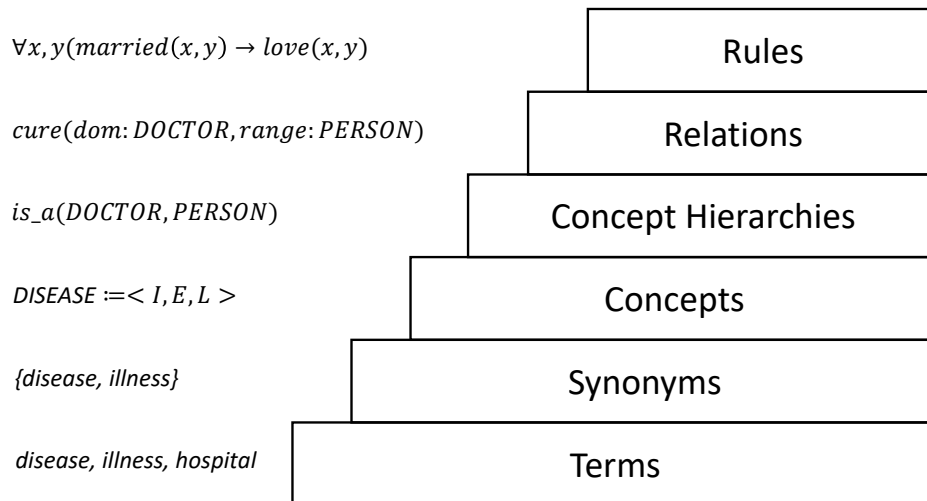 ∀x, y(married(x, y) → love(x, y)
Rules
cure(dom: DOCTOR, range: PERSON)
Relations
is_a(DOCTOR, PERSON)
Concept Hierarchies
DISEASE ≔< I, E, L >
Concepts
{disease, illness}
Synonyms
disease, illness, hospital
Terms